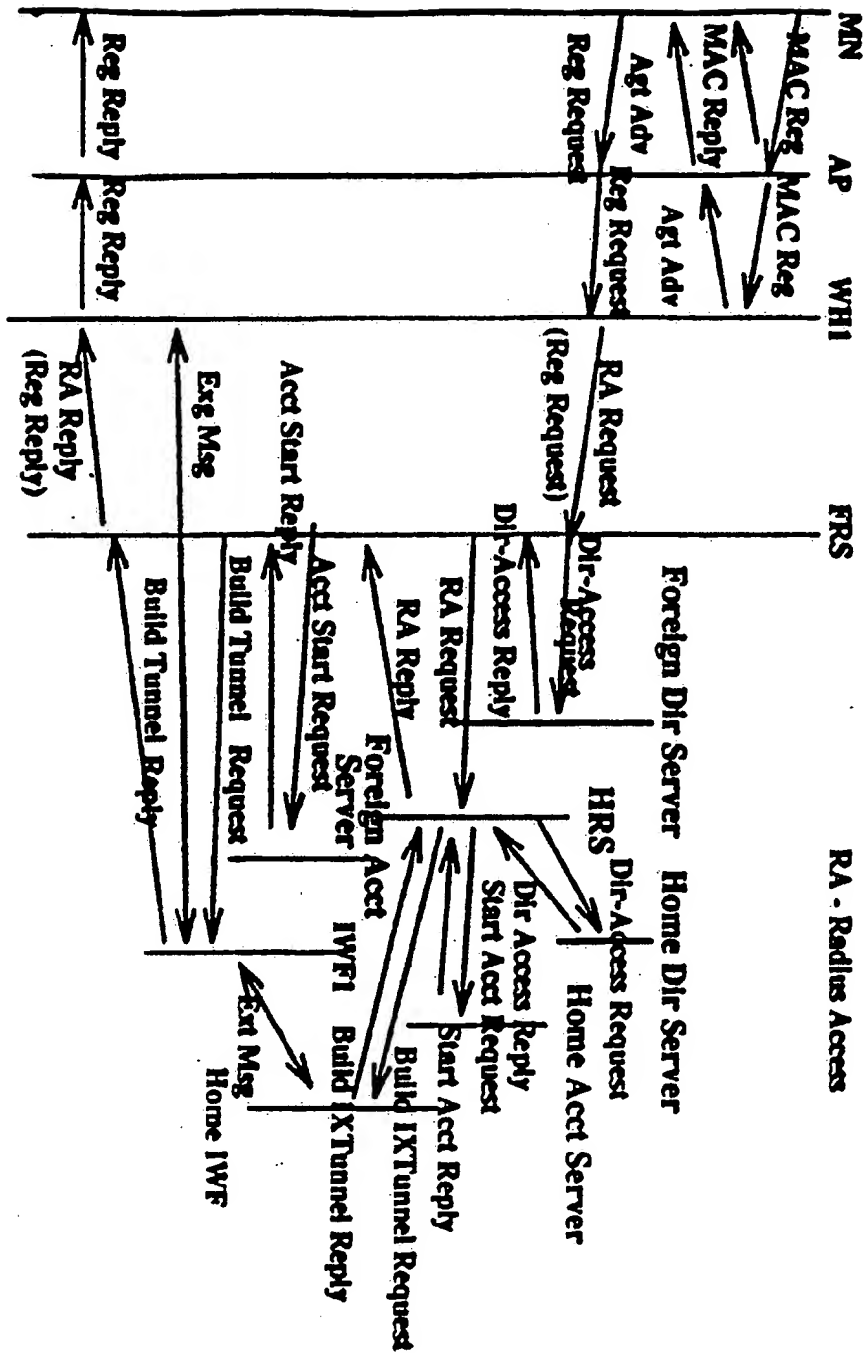 MN
AP
WH1
FRS
RA - Radius Access
Foreign Dir Server
Home Dir Server
MAC Reg
MAC Reg
MAC Reply
Agt Adv
Agt Adv
Reg Request
Reg Request
RA Request
(Reg Request)
Dir-Access
Request
Dir-Access Reply
HRS
Dir-Access Request
Dir Access Reply
Home Acct Server
RA Request
Start Acct Request
Start Acct Reply
Build IXTunnel Request
Build IXTunnel Reply
RA Reply
Foreign Acct
Server
Acct Start Request
Acct Start Reply
IWF1
Home IWF
Build Tunnel Request
Ext Msg
Exg Msg
Build Tunnel Reply
RA Reply
(Reg Reply)
Reg Reply
Reg Reply